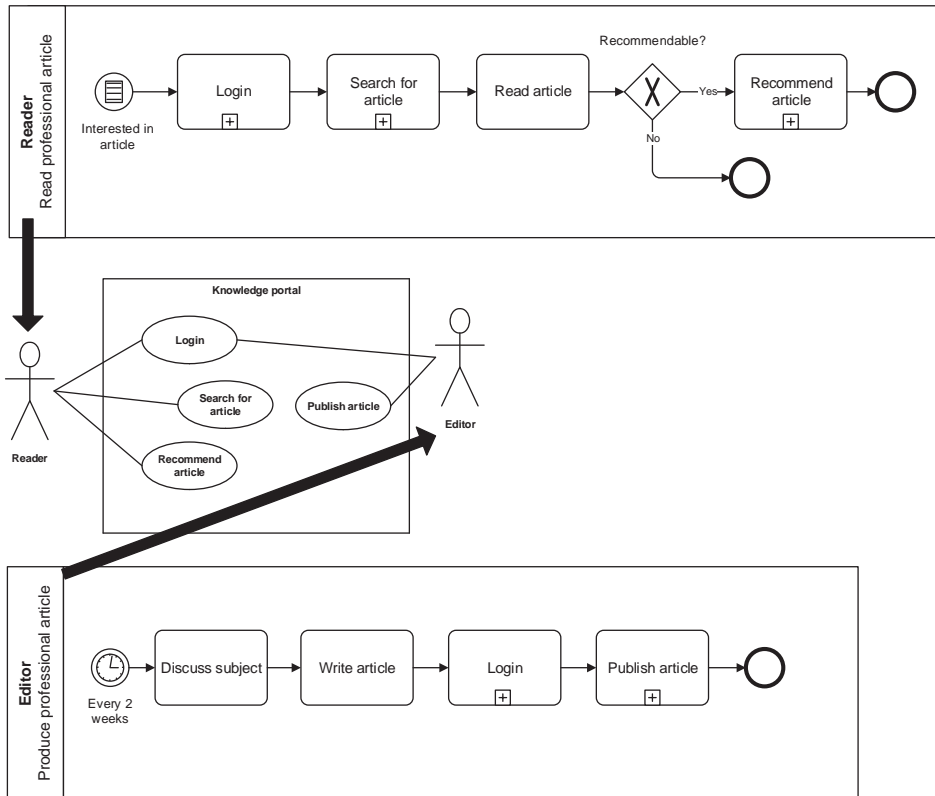 Reader
Read professional article
Interested in
article
Login
Search for
article
Read article
Recommendable?
Yes
No
Recommend
article
Knowledge portal
Login
Search for
article
Recommend
article
Publish article
Reader
Editor
Editor
Produce professional article
Every 2
weeks
Discuss subject
Write article
Login
Publish article